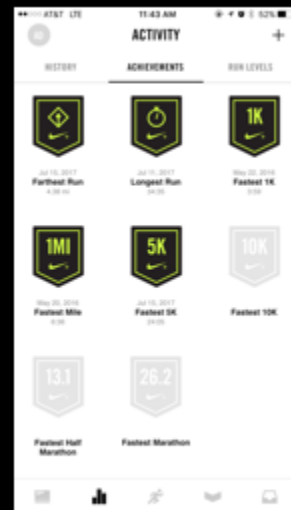 AT&T LTE 11:43 AM 52%
ACTIVITY
HISTORY ACHIEVEMENTS RUN LEVELS
1K
Jul 15, 2017 Jul 11, 2017 May 22, 2016
Farthest Run Longest Run Fastest 1K
1MI 5K 10K
May 20, 2016 Jul 15, 2017
Fastest Mile Fastest 5K Fastest 10K
13.1 26.2
Fastest Half Fastest Marathon
Marathon